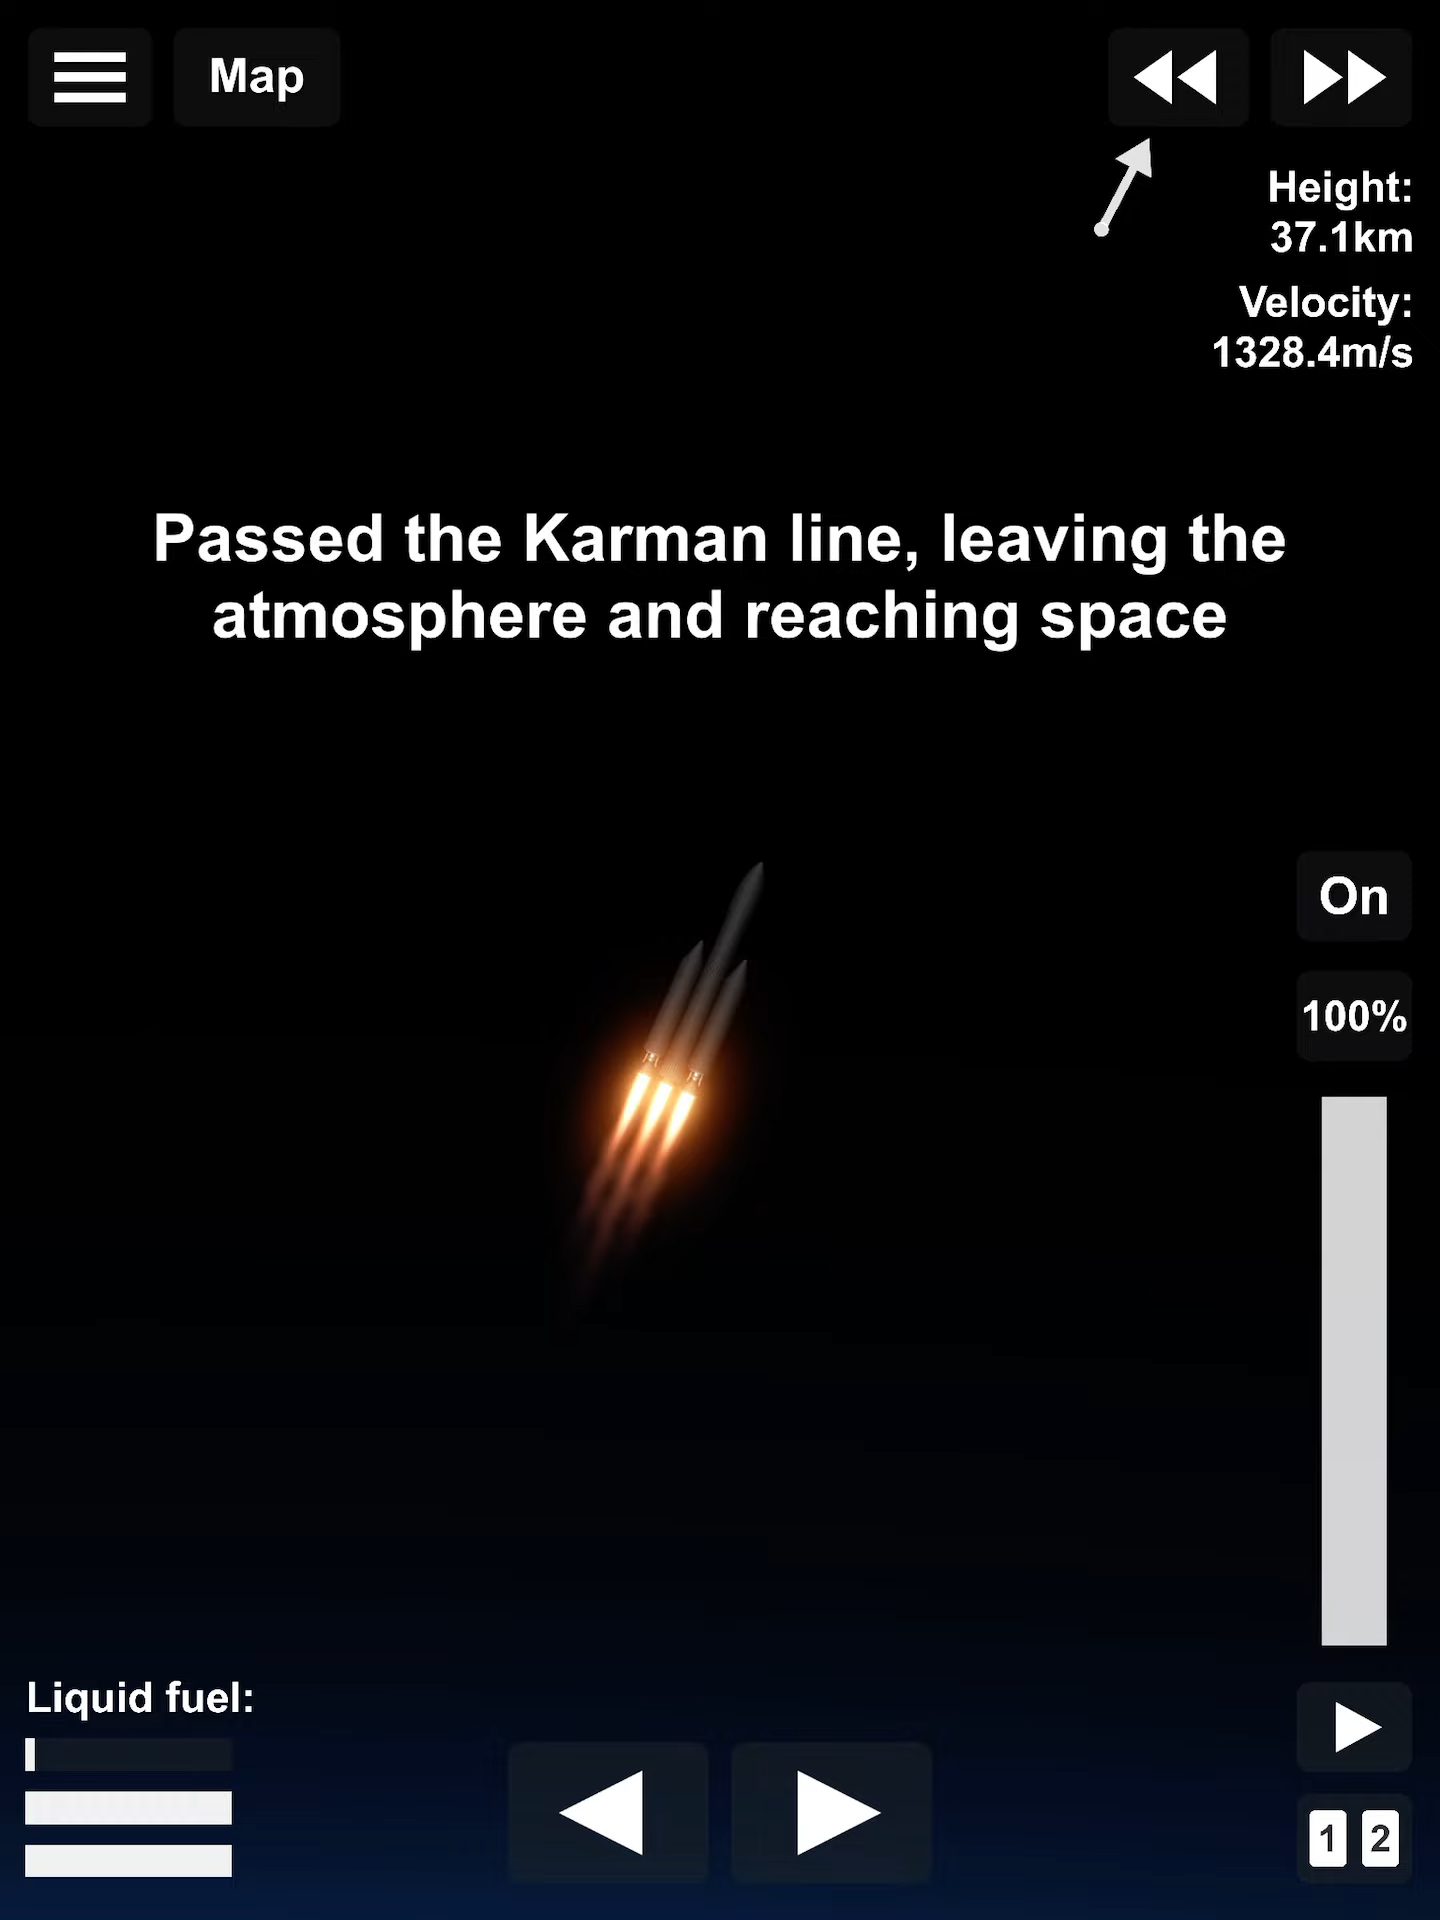 Map
Height:
37.1km
Velocity:
1328.4m/s
Passed the Karman line, leaving the
atmosphere and reaching space
On
100%
Liquid fuel:
1 2